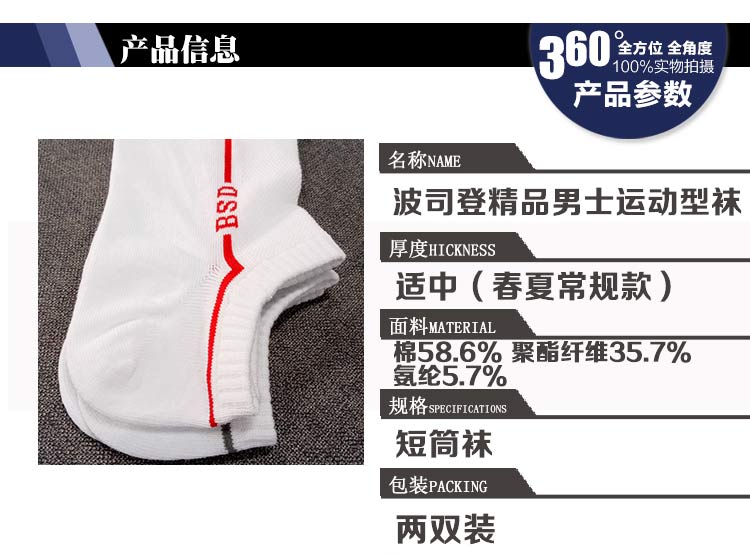 产品信息
360°全方位 全角度
100%实物拍摄
产品参数
BSD
名称NAME
波司登精品男士运动型袜
厚度HICKNESS
适中（春夏常规款）
面料MATERIAL
棉58.6% 聚酯纤维35.7%
氨纶5.7%
规格SPECIFICATIONS
短筒袜
包装PACKING
两双装